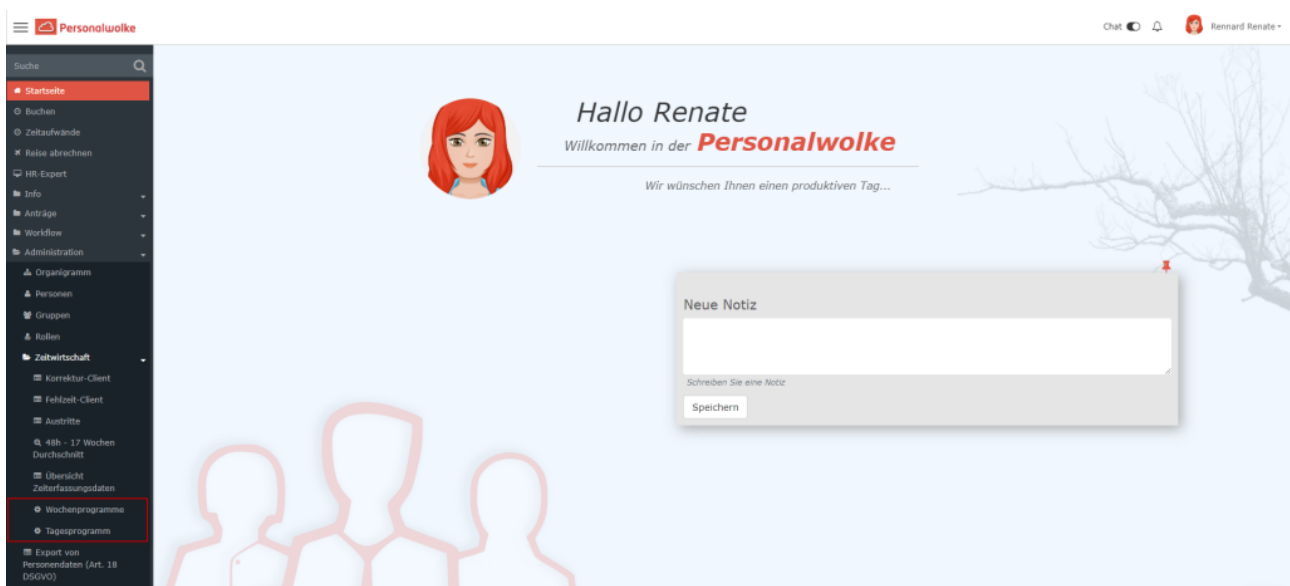 Personalwolke
Chat
Rennard Renate
Suche
Startseite
Buchen
Zeitaufwände
Reise abrechnen
HR-Expert
Info
Anträge
Workflow
Administration
Organigramm
Personen
Gruppen
Rollen
Zeitwirtschaft
Korrektur-Client
Fehlzeit-Client
Austritte
48h - 17 Wochen
Durchschnitt
Übersicht
Zeiterfassungsdaten
Wochenprogramme
Tagesprogramm
Export von
Personendaten (Art. 18
DSGVO)
Hallo Renate
Willkommen in der Personalwolke
Wir wünschen Ihnen einen produktiven Tag...
Neue Notiz
Schreiben Sie eine Notiz
Speichern